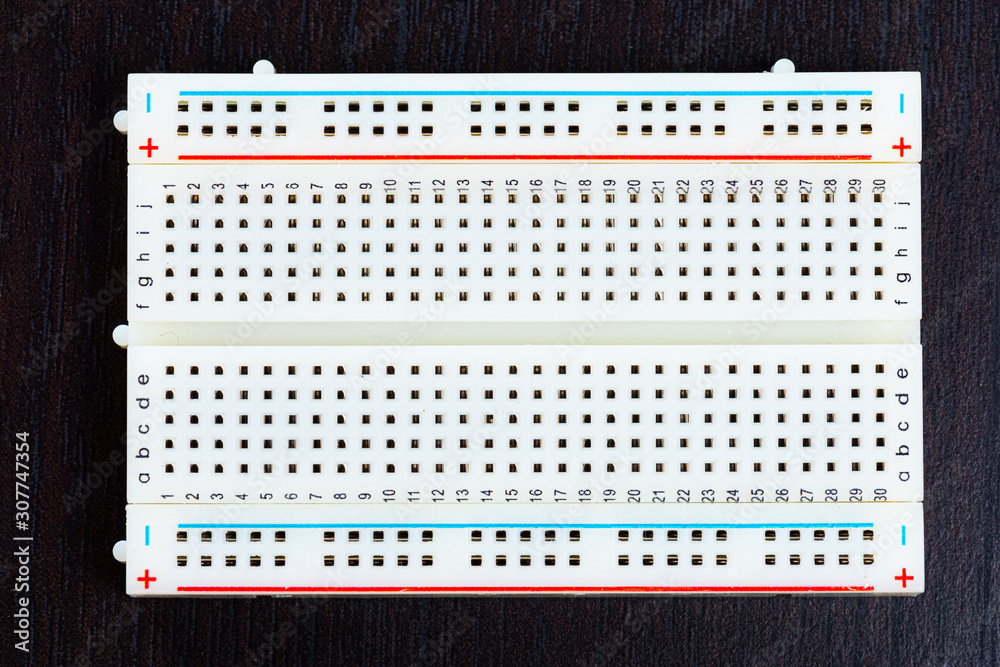 − −
+ +
1 2 3 4 5 6 7 8 9 10 11 12 13 14 15 16 17 18 19 20 21 22 23 24 25 26 27 28 29 30
j j
i i
h h
g g
f f
e e
d d
c c
b b
a a
1 2 3 4 5 6 7 8 9 10 11 12 13 14 15 16 17 18 19 20 21 22 23 24 25 26 27 28 29 30
− −
+ +
Adobe Stock | #307747354